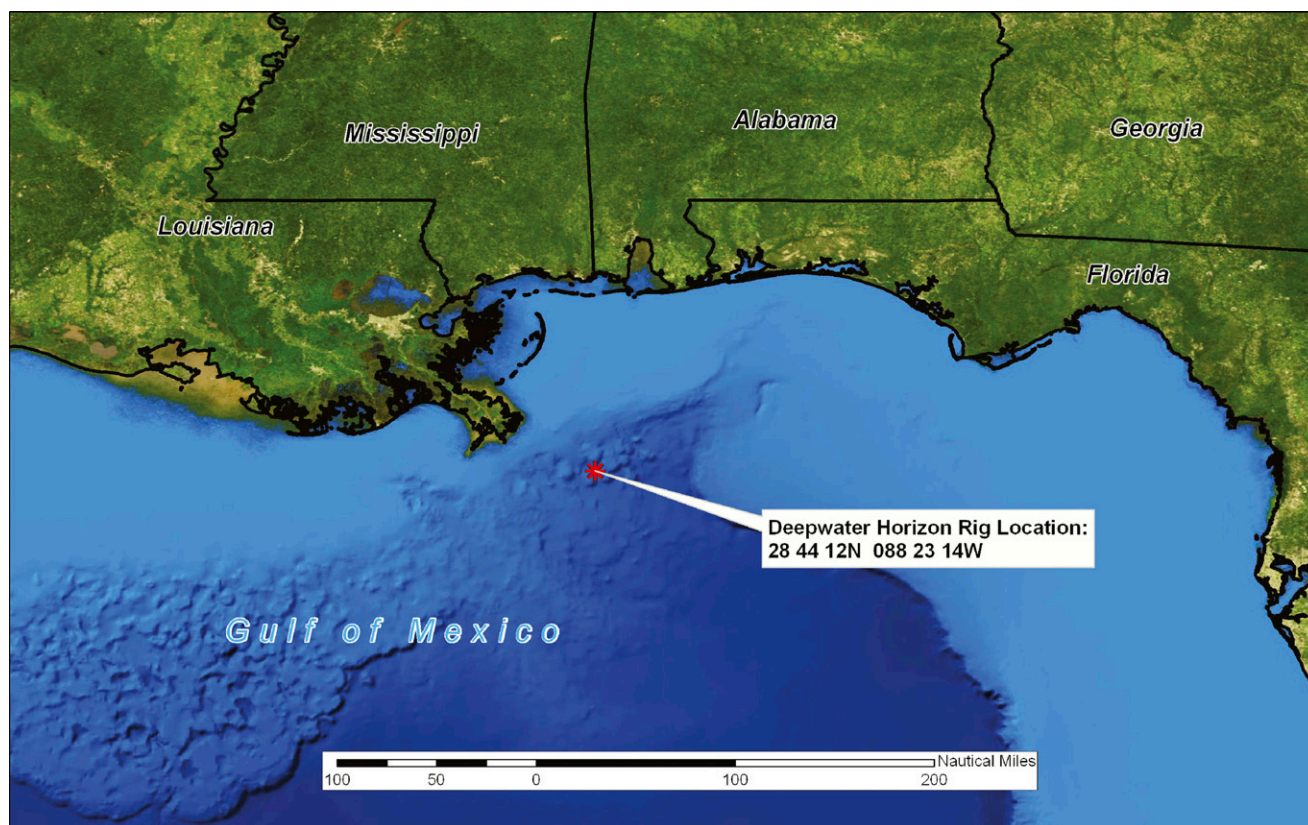 Mississippi
Alabama
Georgia
Louisiana
Florida
Deepwater Horizon Rig Location:
28 44 12N  088 23 14W
Gulf of Mexico
Nautical Miles
100 50 0 100 200